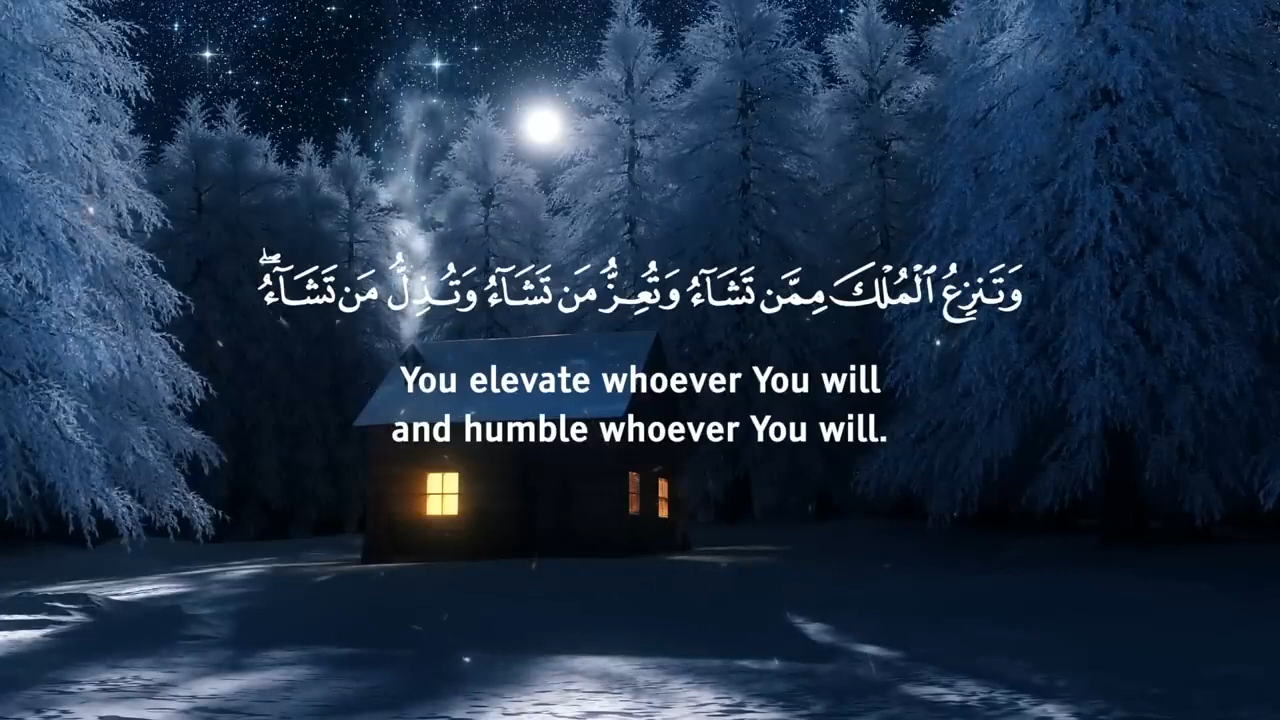 وَتَنزِعُ ٱلْمُلْكَ مِمَّن تَشَآءُ وَتُعِزُّ مَن تَشَآءُ وَتُذِلُّ مَن تَشَآءُۖ
You elevate whoever You will
and humble whoever You will.